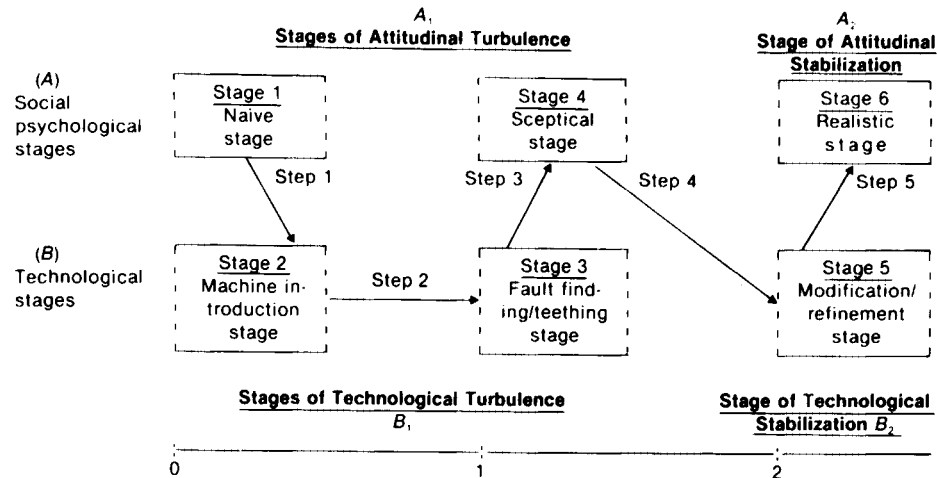 A₁
Stages of Attitudinal Turbulence
A₂
Stage of Attitudinal
Stabilization
(A)
Social
psychological
stages
Stage 1
Naive
stage
Stage 4
Sceptical
stage
Stage 6
Realistic
stage
Step 1
Step 3
Step 4
Step 5
(B)
Technological
stages
Stage 2
Machine in-
troduction
stage
Step 2
Stage 3
Fault find-
ing/teething
stage
Stage 5
Modification/
refinement
stage
Stages of Technological Turbulence
B₁
Stage of Technological
Stabilization B₂
0
1
2